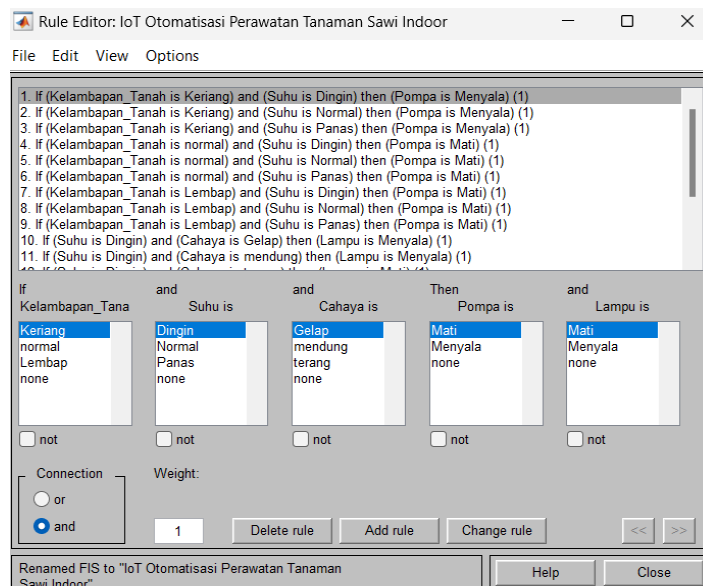 Rule Editor: IoT Otomatisasi Perawatan Tanaman Sawi Indoor
File Edit View Options
1. If (Kelambapan_Tanah is Keriang) and (Suhu is Dingin) then (Pompa is Menyala) (1)
2. If (Kelambapan_Tanah is Keriang) and (Suhu is Normal) then (Pompa is Menyala) (1)
3. If (Kelambapan_Tanah is Keriang) and (Suhu is Panas) then (Pompa is Menyala) (1)
4. If (Kelambapan_Tanah is normal) and (Suhu is Dingin) then (Pompa is Mati) (1)
5. If (Kelambapan_Tanah is normal) and (Suhu is Normal) then (Pompa is Mati) (1)
6. If (Kelambapan_Tanah is normal) and (Suhu is Panas) then (Pompa is Mati) (1)
7. If (Kelambapan_Tanah is Lembap) and (Suhu is Dingin) then (Pompa is Mati) (1)
8. If (Kelambapan_Tanah is Lembap) and (Suhu is Normal) then (Pompa is Mati) (1)
9. If (Kelambapan_Tanah is Lembap) and (Suhu is Panas) then (Pompa is Mati) (1)
10. If (Suhu is Dingin) and (Cahaya is Gelap) then (Lampu is Menyala) (1)
11. If (Suhu is Dingin) and (Cahaya is mendung) then (Lampu is Menyala) (1)
If and and Then and
Kelambapan_Tana Suhu is Cahaya is Pompa is Lampu is
Keriang Dingin Gelap Mati Mati
normal Normal mendung Menyala Menyala
Lembap Panas terang none none
none none none
not not not not not
Connection Weight:
or
and 1 Delete rule Add rule Change rule << >>
Renamed FIS to "IoT Otomatisasi Perawatan Tanaman
Sawi Indoor"
Help Close